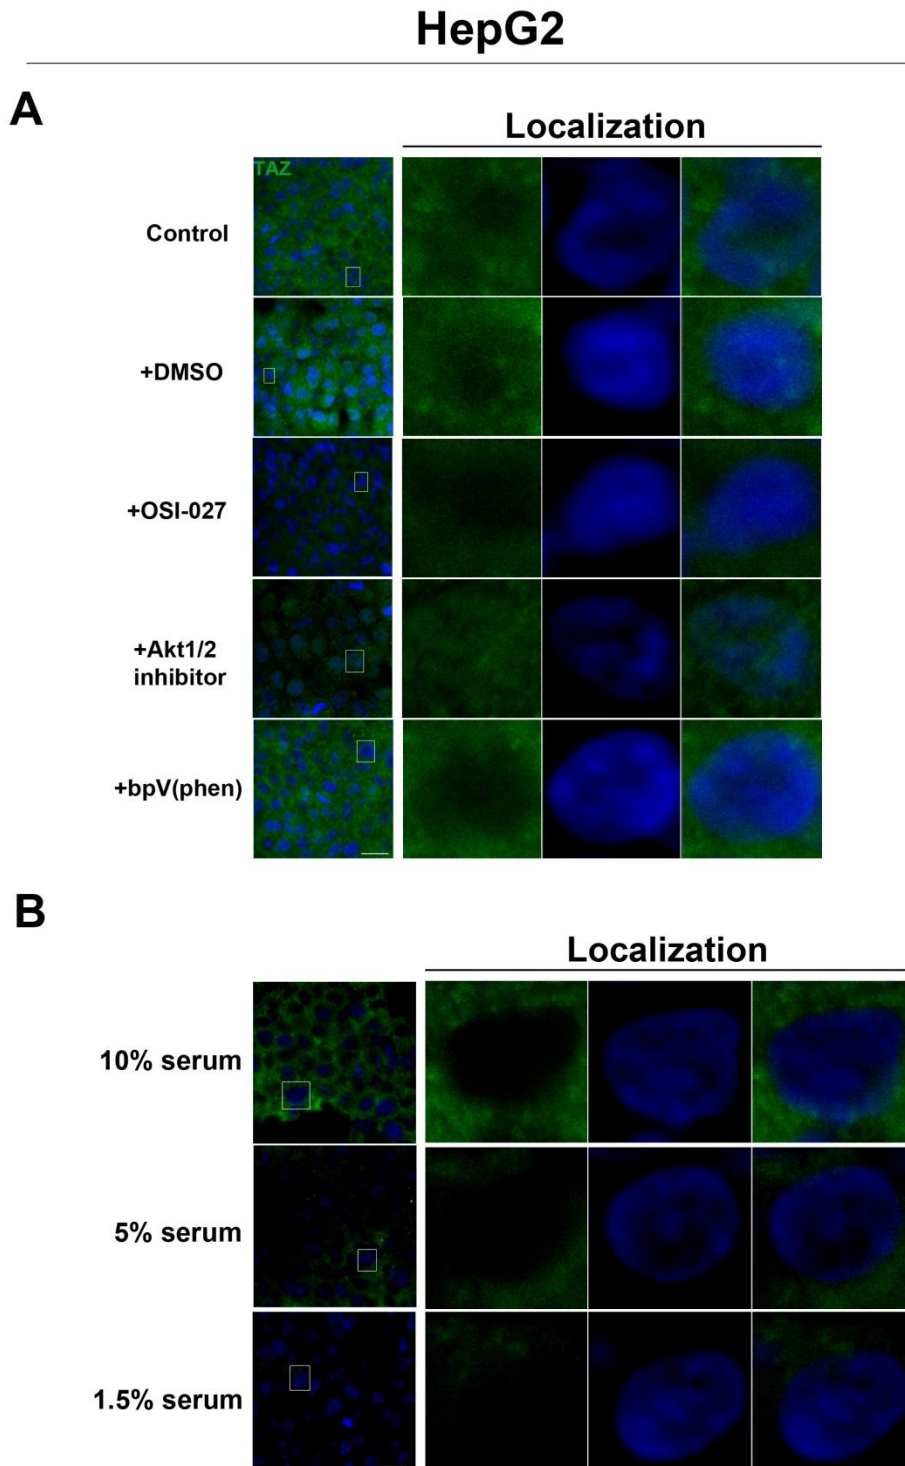 HepG2
A
Localization
TAZ
Control
+DMSO
+OSI-027
+Akt1/2
inhibitor
+bpV(phen)
B
Localization
10% serum
5% serum
1.5% serum